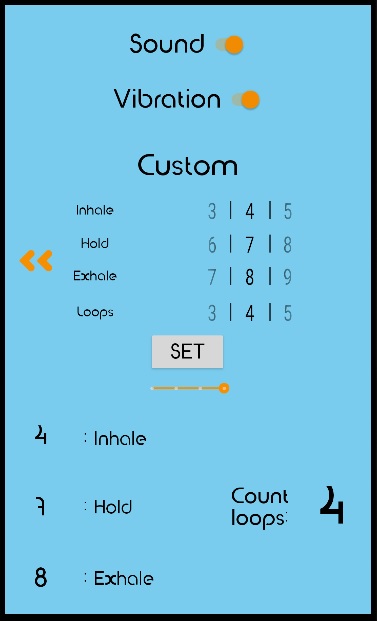 Sound
Vibration
Custom
Inhale 3 | 4 | 5
Hold 6 | 7 | 8
Exhale 7 | 8 | 9
Loops 3 | 4 | 5
SET
4 : Inhale
7 : Hold
Count loops: 4
8 : Exhale